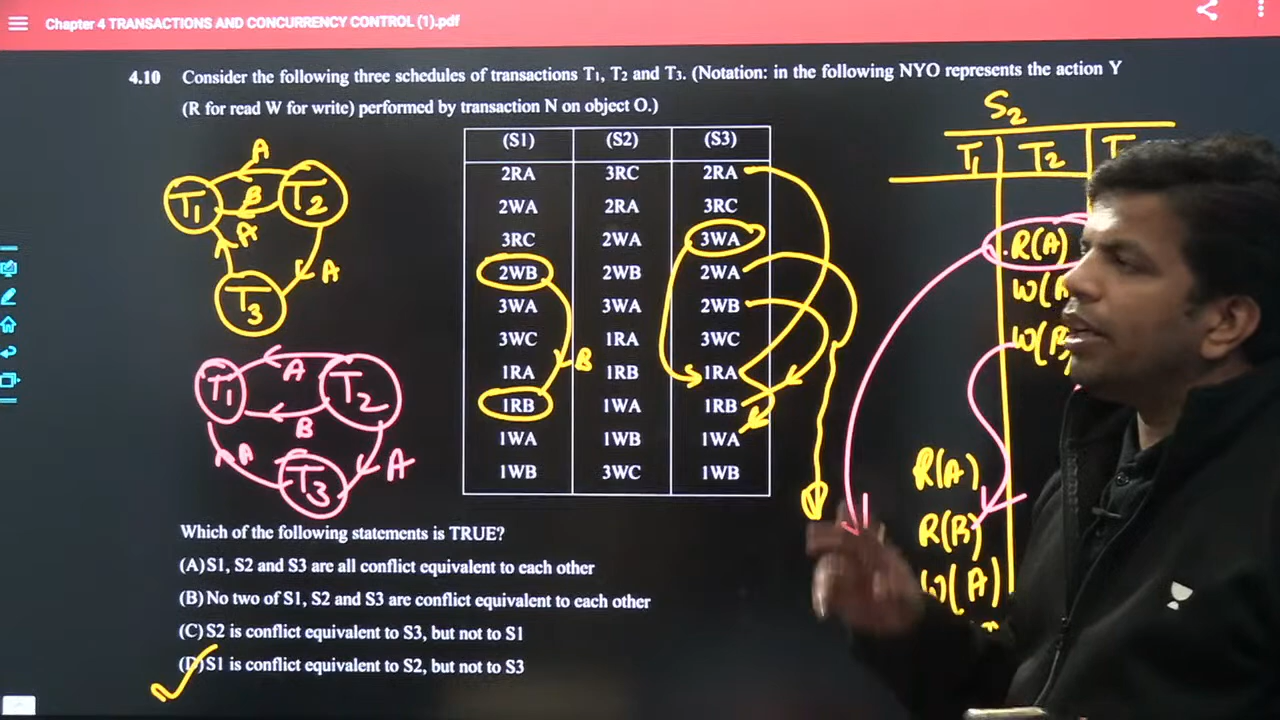 Chapter 4 TRANSACTIONS AND CONCURRENCY CONTROL (1).pdf
4.10 Consider the following three schedules of transactions T1, T2 and T3. (Notation: in the following NYO represents the action Y
(R for read W for write) performed by transaction N on object O.)
(S1) (S2) (S3)
2RA 3RC 2RA
2WA 2RA 3RC
3RC 2WA 3WA
2WB 2WB 2WA
3WA 3WA 2WB
3WC 1RA 3WC
1RA 1RB 1RA
1RB 1WA 1RB
1WA 1WB 1WA
1WB 3WC 1WB
B
A
T1 B T2
A A
T3
A
T1 T2
B
A A
T3
S2
T1 T2
R(A)
R(A)
R(B)
W(A)
Which of the following statements is TRUE?
(A) S1, S2 and S3 are all conflict equivalent to each other
(B) No two of S1, S2 and S3 are conflict equivalent to each other
(C) S2 is conflict equivalent to S3, but not to S1
(D) S1 is conflict equivalent to S2, but not to S3